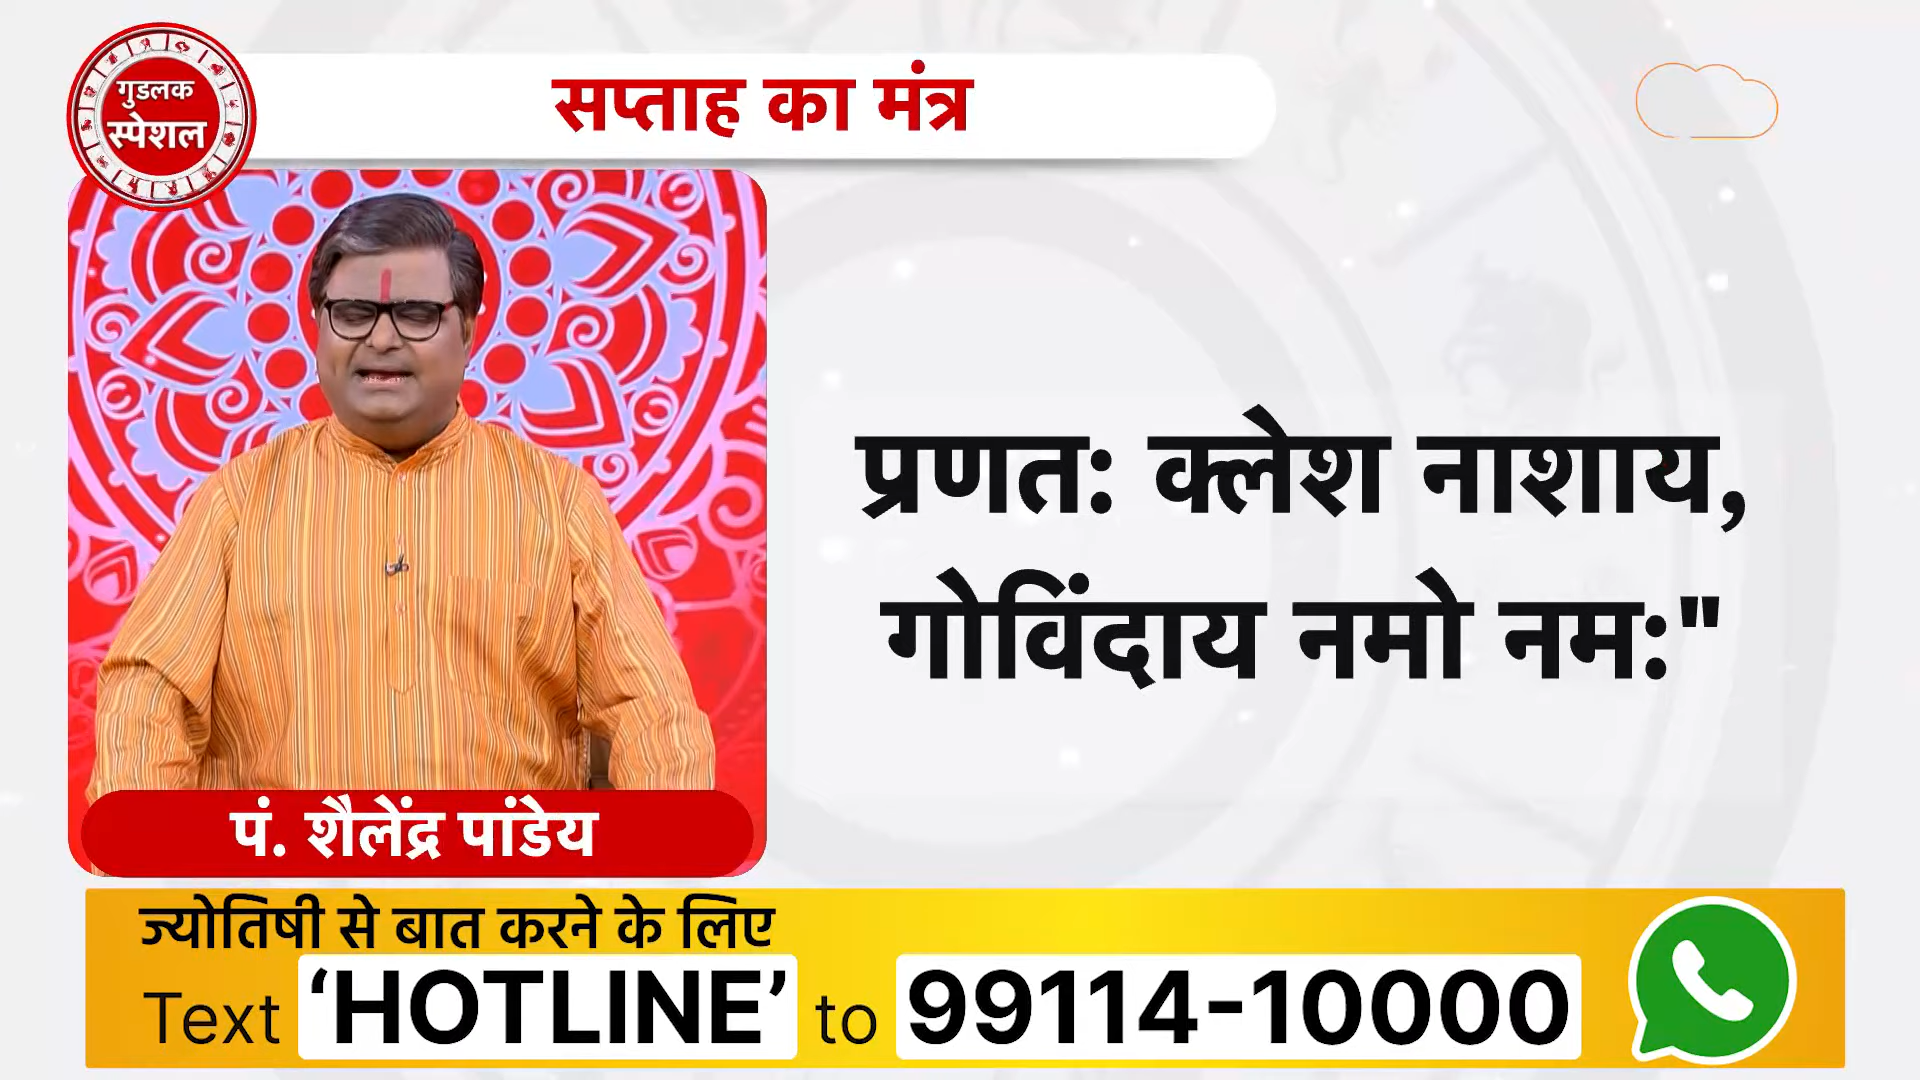 गुडलक
स्पेशल
सप्ताह का मंत्र
प्रणत: क्लेश नाशाय,
गोविंदाय नमो नम:"
पं. शैलेंद्र पांडेय
ज्योतिषी से बात करने के लिए
Text ‘HOTLINE’ to 99114-10000